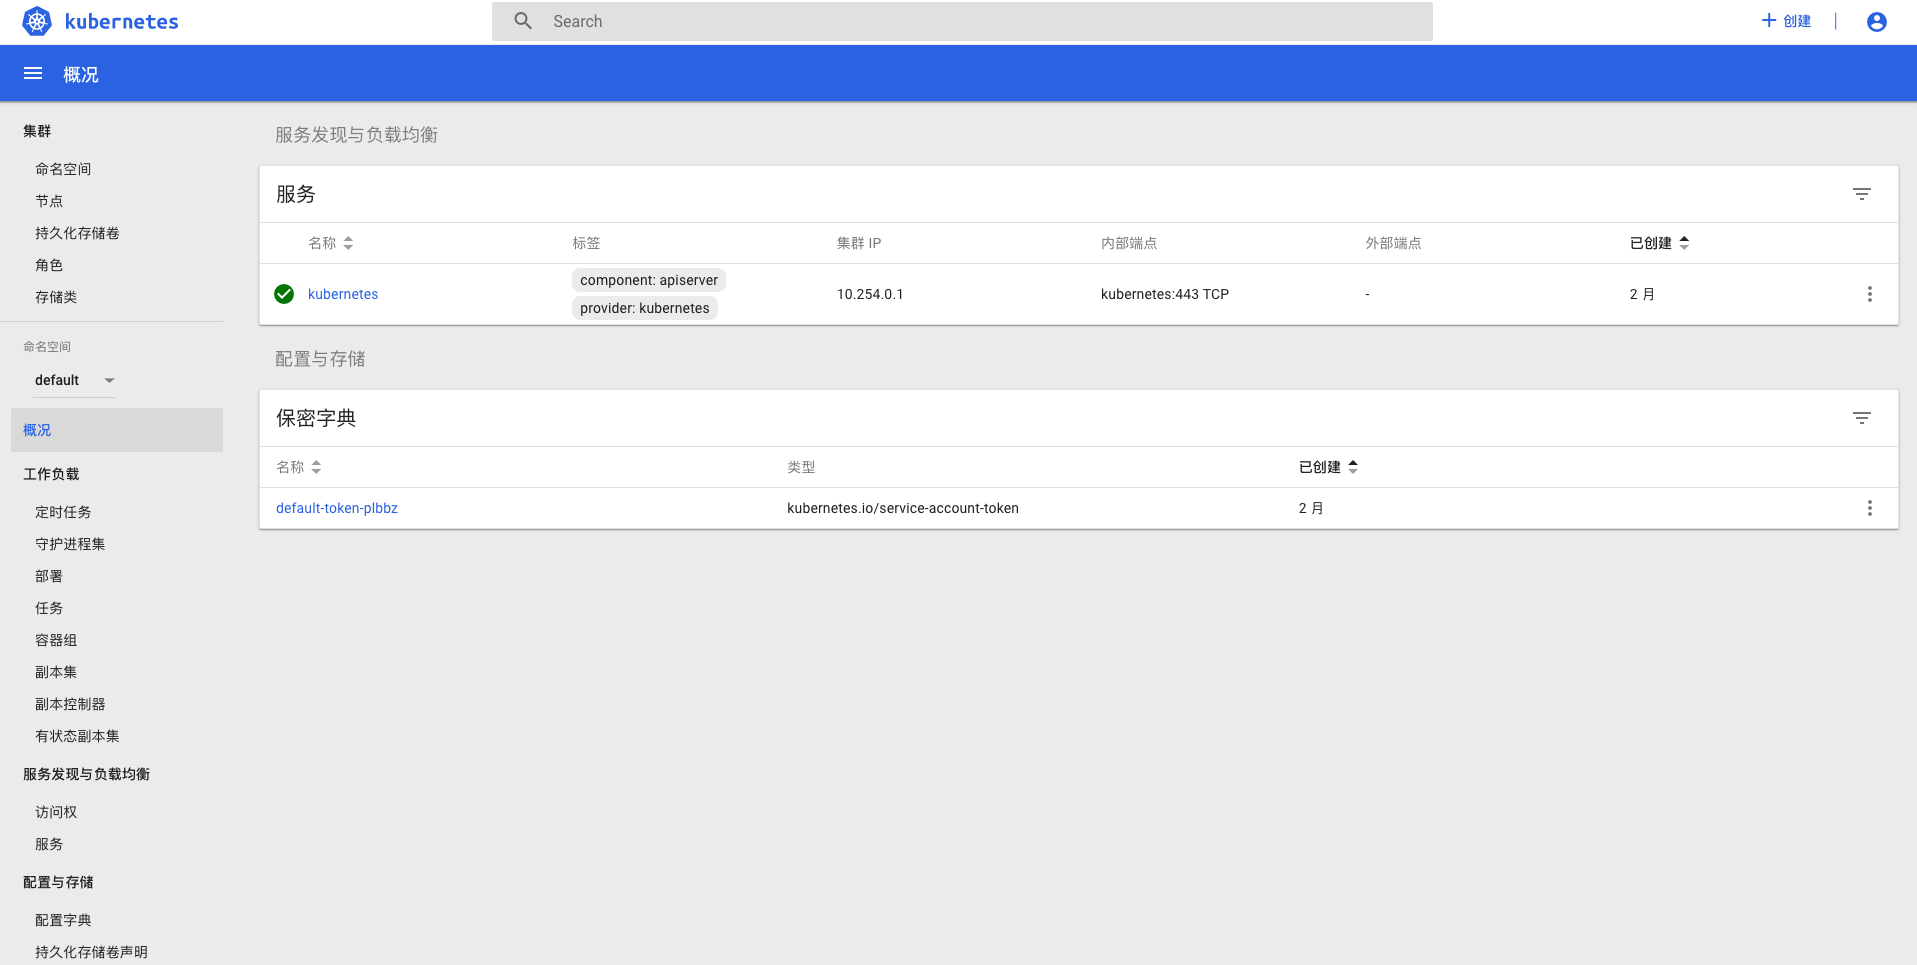 kubernetes
Search
创建
概况
集群
命名空间
节点
持久化存储卷
角色
存储类
命名空间
default
概况
工作负载
定时任务
守护进程集
部署
任务
容器组
副本集
副本控制器
有状态副本集
服务发现与负载均衡
访问权
服务
配置与存储
配置字典
持久化存储卷声明
服务发现与负载均衡
服务
名称 标签 集群 IP 内部端点 外部端点 已创建
component: apiserver
kubernetes 10.254.0.1 kubernetes:443 TCP - 2 月
provider: kubernetes
配置与存储
保密字典
名称 类型 已创建
default-token-plbbz kubernetes.io/service-account-token 2 月